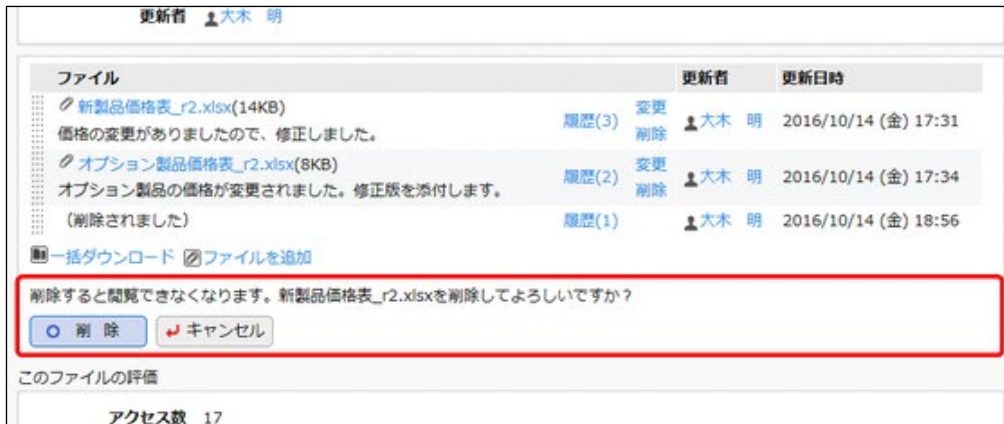 更新者 大木 明
ファイル 更新者 更新日時
新製品価格表_r2.xlsx(14KB)
価格の変更がありましたので、修正しました。
履歴(3) 変更 削除 大木 明 2016/10/14 (金) 17:31
オプション製品価格表_r2.xlsx(8KB)
オプション製品の価格が変更されました。修正版を添付します。
履歴(2) 変更 削除 大木 明 2016/10/14 (金) 17:34
（削除されました） 履歴(1) 大木 明 2016/10/14 (金) 18:56
一括ダウンロード ファイルを追加
削除すると閲覧できなくなります。新製品価格表_r2.xlsxを削除してよろしいですか？
削 除 キャンセル
このファイルの評価
アクセス数 17